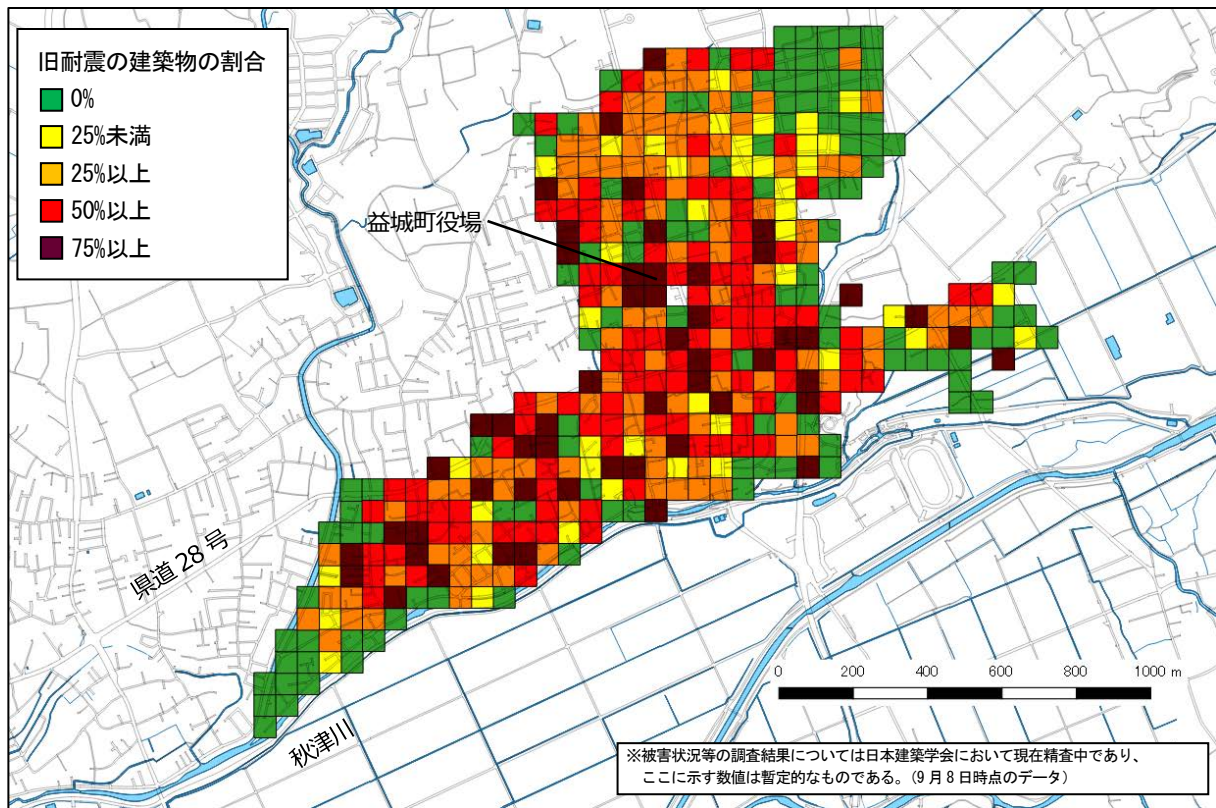 旧耐震の建築物の割合
0%
25%未満
25%以上
50%以上
75%以上
益城町役場
県道 28 号
秋津川
0 200 400 600 800 1000 m
※被害状況等の調査結果については日本建築学会において現在精査中であり、
ここに示す数値は暫定的なものである。(9 月 8 日時点のデータ)